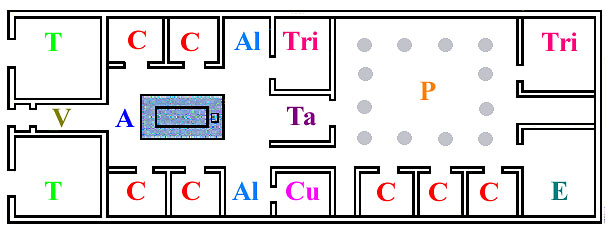 T C C Al Tri Tri
P
V A Ta
T C C Al Cu C C C E